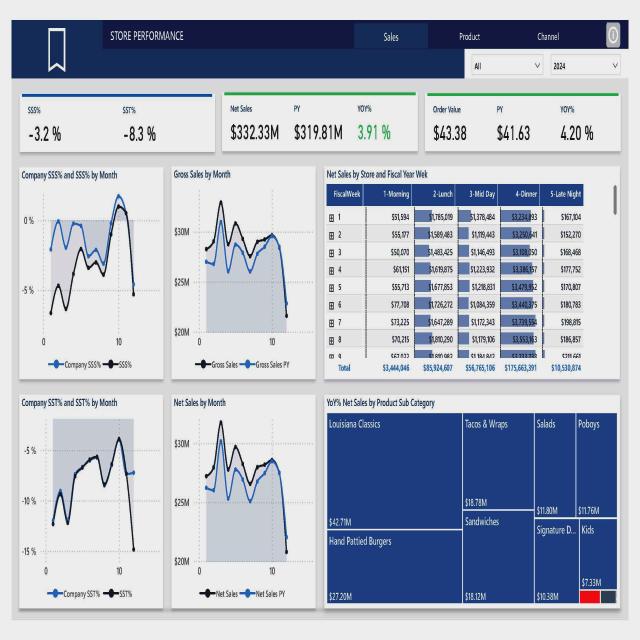 STORE PERFORMANCE
Sales Product Channel
All 2024
SSS% SST%
-3.2 % -8.3 %
Net Sales PY YOY%
$332.33M $319.81M 3.91 %
Order Value PY YOY%
$43.38 $41.63 4.20 %
Company SSS% and SSS% by Month
0 %
-5 %
0 10
Company SSS% SSS%
Gross Sales by Month
$30M
$25M
$20M
0 10
Gross Sales Gross Sales PY
Net Sales by Store and Fiscal Year Wek
FiscalWeek 1-Morning 2-Lunch 3-Mid Day 4-Dinner 5-Late Night
1 $51,594 $1,785,019 $1,378,484 $3,234,893 $167,104
2 $55,177 $1,589,483 $1,119,443 $3,250,641 $152,270
3 $50,070 $1,483,425 $1,146,493 $3,108,050 $168,468
4 $61,151 $1,619,875 $1,223,932 $3,386,157 $177,752
5 $55,713 $1,677,853 $1,218,831 $3,479,952 $170,807
6 $77,708 $1,726,272 $1,084,359 $3,440,375 $180,783
7 $73,225 $1,647,289 $1,172,343 $3,739,554 $198,815
8 $70,215 $1,810,290 $1,179,106 $3,553,163 $186,857
9
Total $3,444,046 $85,924,607 $56,765,106 $175,663,391 $10,530,874
Company SST% and SST% by Month
-5 %
-10 %
-15 %
0 10
Company SST% SST%
Net Sales by Month
$30M
$25M
$20M
0 10
Net Sales Net Sales PY
YoY% Net Sales by Product Sub Category
Louisiana Classics
$42.71M
Hand Pattied Burgers
$27.20M
Tacos & Wraps
$18.78M
Sandwiches
$18.12M
Salads
$11.80M
Poboys
$11.76M
Signature D...
$10.38M
Kids
$7.33M